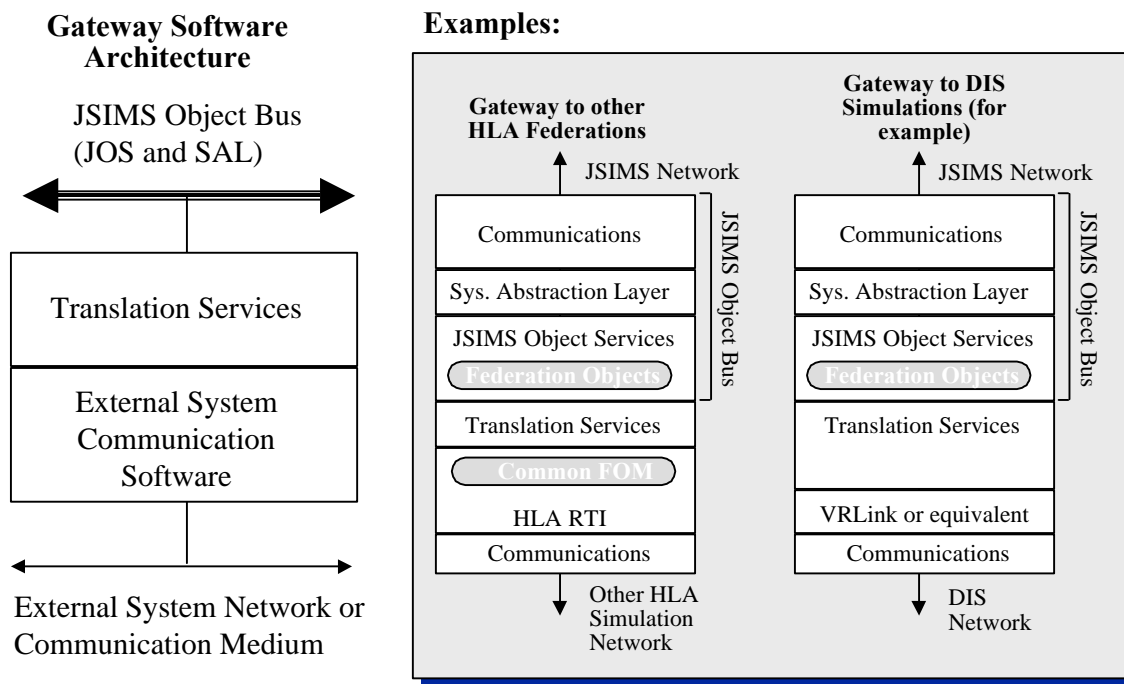 Gateway Software
Architecture
JSIMS Object Bus
(JOS and SAL)
Translation Services
External System
Communication
Software
External System Network or
Communication Medium
Examples:
Gateway to other
HLA Federations
JSIMS Network
Communications
Sys. Abstraction Layer
JSIMS Object Services
Federation Objects
JSIMS Object Bus
Translation Services
Common FOM
HLA RTI
Communications
Other HLA
Simulation
Network
Gateway to DIS
Simulations (for
example)
JSIMS Network
Communications
Sys. Abstraction Layer
JSIMS Object Services
Federation Objects
JSIMS Object Bus
Translation Services
VRLink or equivalent
Communications
DIS
Network